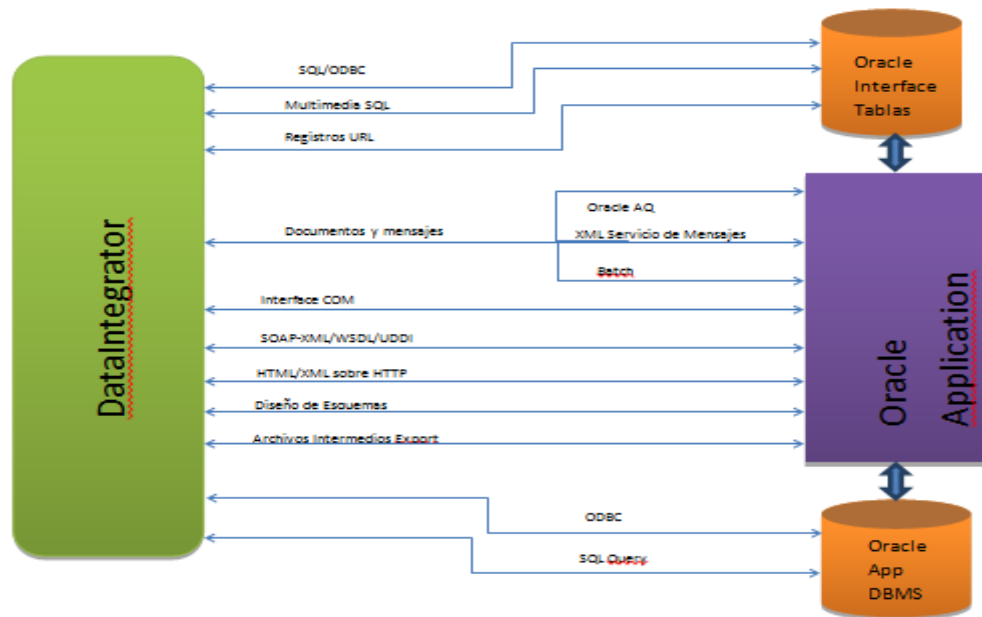 SQL/ODBC
Multimedia SQL
Registros URL
Oracle
Interface
Tablas
DataIntegrator
Oracle AQ
Documentos y mensajes
XML Servicio de Mensajes
Batch
Interface COM
SOAP-XML/WSDL/UDDI
HTML/XML sobre HTTP
Diseño de Esquemas
Archivos Intermedios Export
Oracle
Application
ODBC
SQL Query
Oracle
App
DBMS